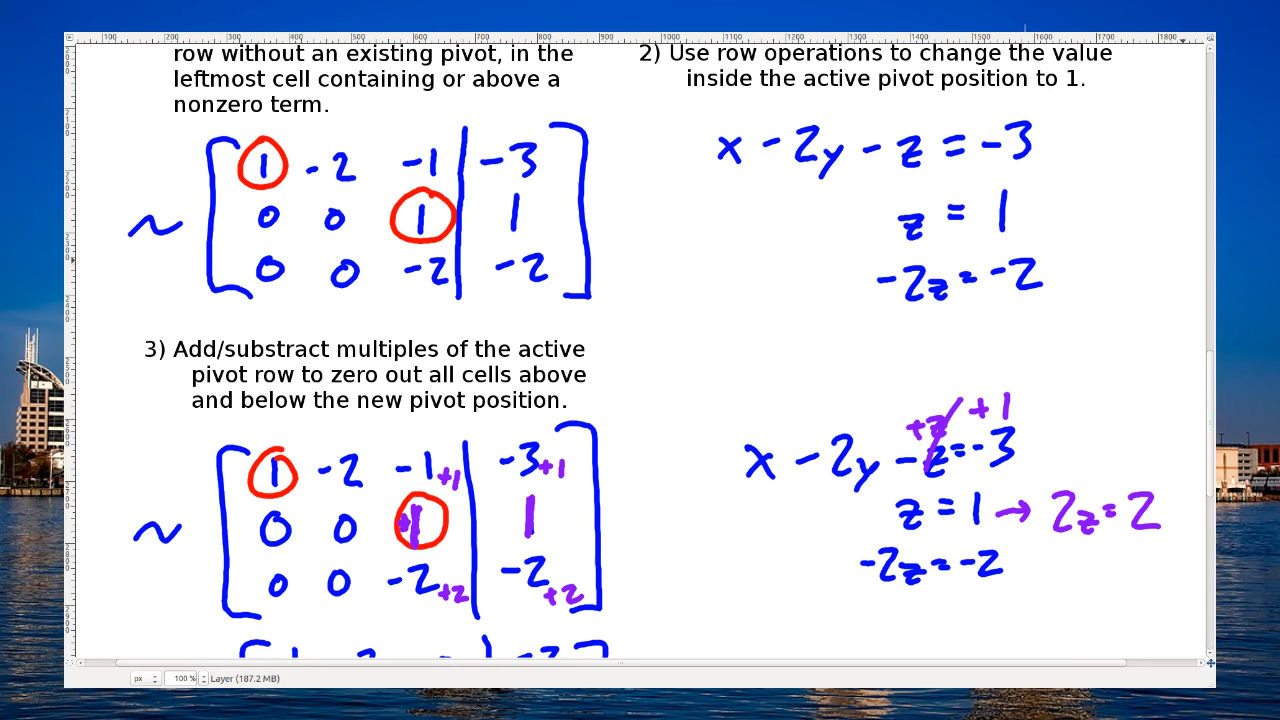 row without an existing pivot, in the
leftmost cell containing or above a
nonzero term.
2) Use row operations to change the value
inside the active pivot position to 1.
1 -2 -1 | -3
~ 0 0 1 | 1
0 0 -2 | -2
x - 2y - z = -3
z = 1
-2z = -2
3) Add/substract multiples of the active
pivot row to zero out all cells above
and below the new pivot position.
1 -2 -1 +1 | -3 +1
~ 0 0 +1 | 1
0 0 -2 +2 | -2 +2
+z +1
x - 2y - z = -3
z = 1 → 2z = 2
-2z = -2
px 100 % Layer (187.2 MB)